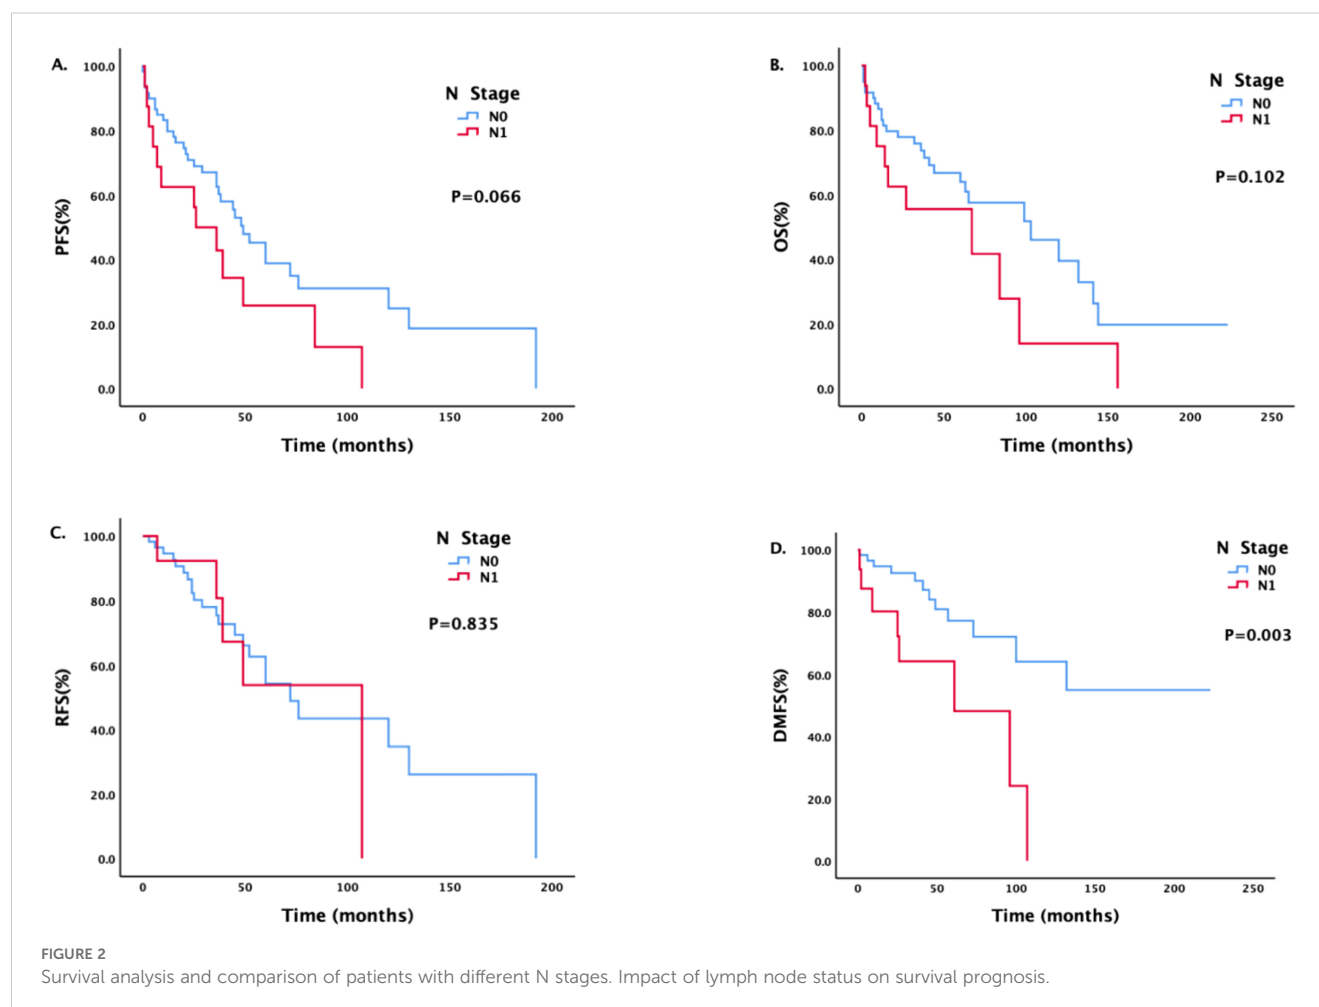 A.
N Stage
N0
N1
P=0.066
PFS(%)
100.0
80.0
60.0
40.0
20.0
0.0
0 50 100 150 200
Time (months)
B.
N Stage
N0
N1
P=0.102
OS(%)
100.0
80.0
60.0
40.0
20.0
0.0
0 50 100 150 200 250
Time (months)
C.
N Stage
N0
N1
P=0.835
RFS(%)
100.0
80.0
60.0
40.0
20.0
0.0
0 50 100 150 200
Time (months)
D.
N Stage
N0
N1
P=0.003
DMFS(%)
100.0
80.0
60.0
40.0
20.0
0.0
0 50 100 150 200 250
Time (months)
FIGURE 2
Survival analysis and comparison of patients with different N stages. Impact of lymph node status on survival prognosis.